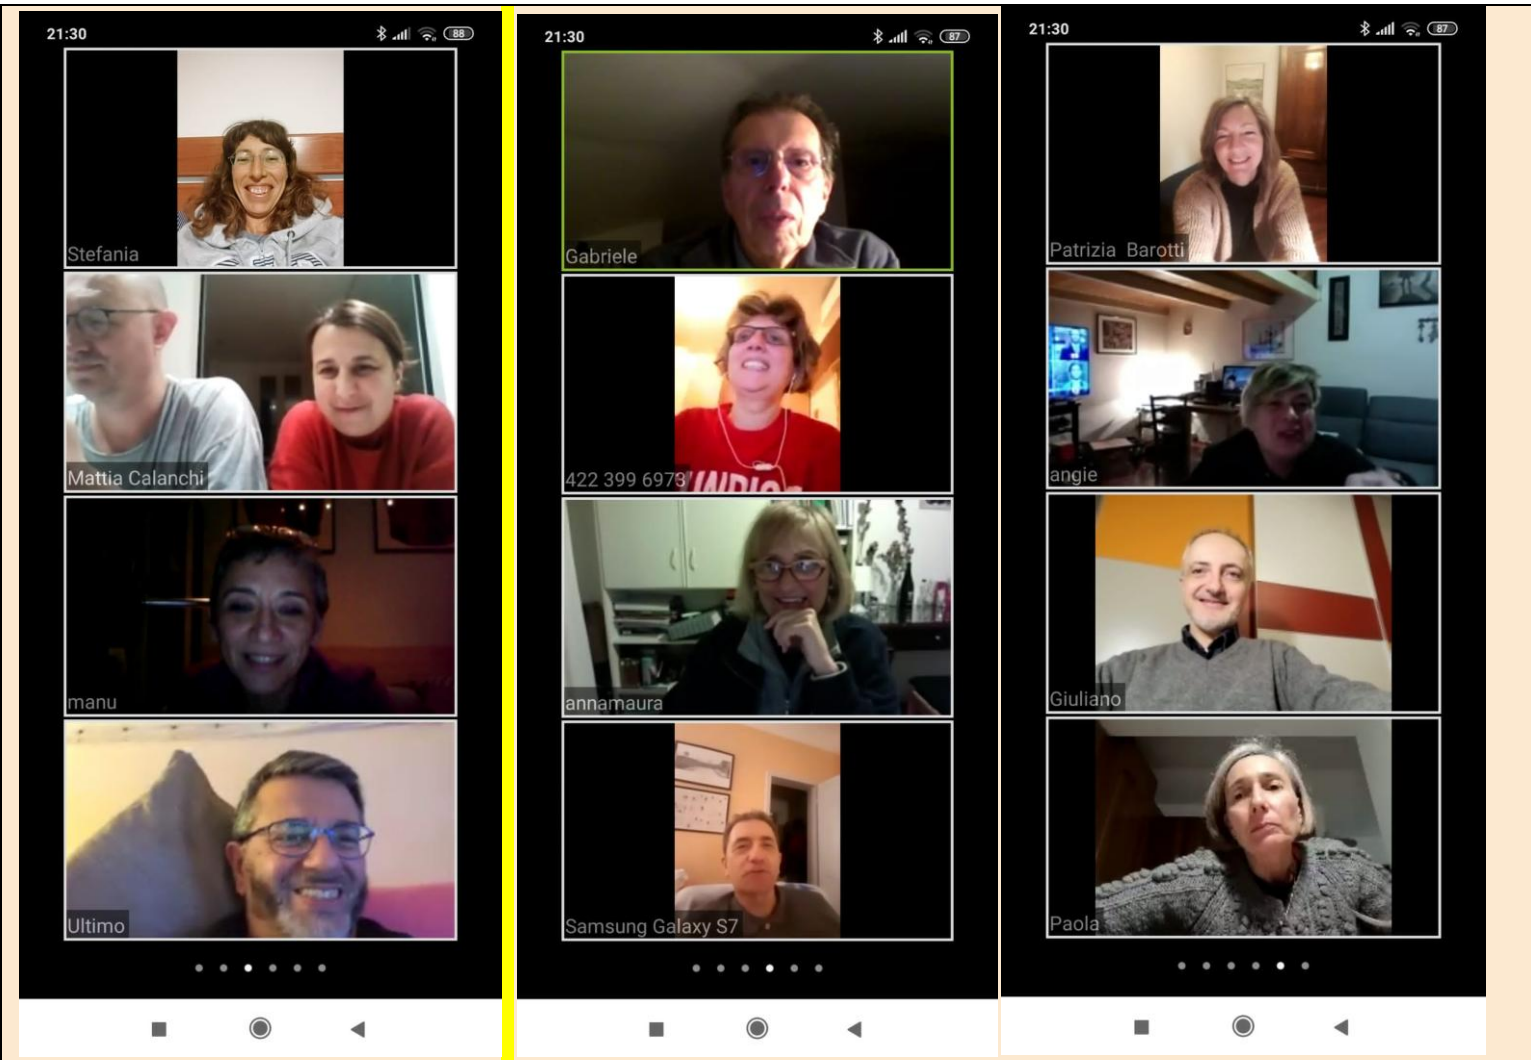 21:30
88
Stefania
Mattia Calanchi
manu
Ultimo
21:30
87
Gabriele
422 399 6973
annamaura
Samsung Galaxy S7
21:30
87
Patrizia Barotti
angie
Giuliano
Paola